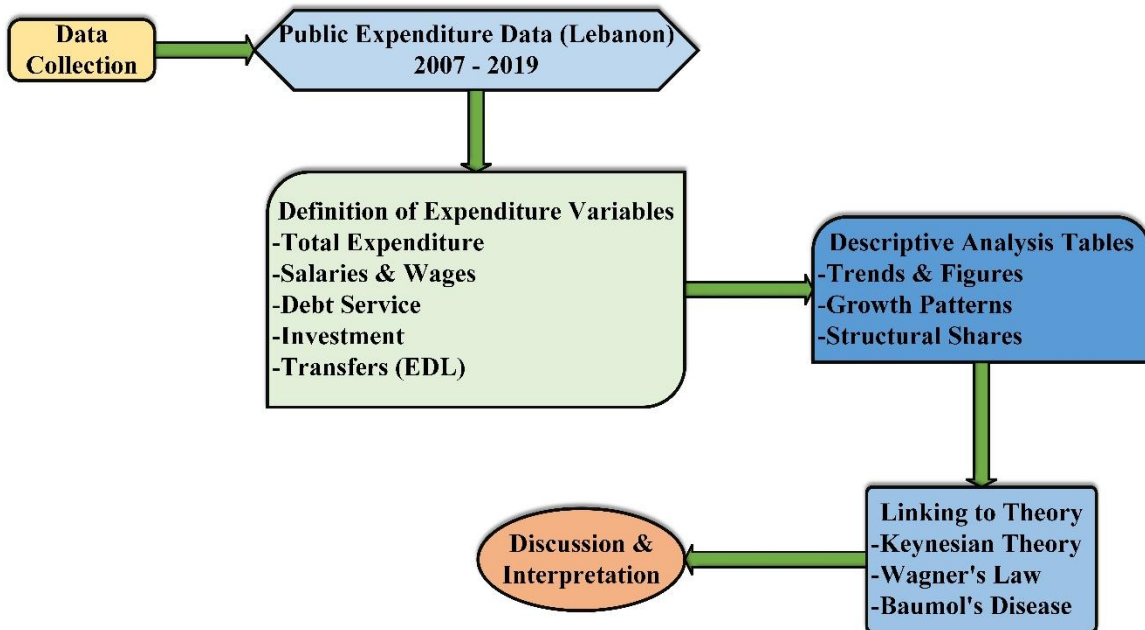 Data
Collection
Public Expenditure Data (Lebanon)
2007 - 2019
Definition of Expenditure Variables
-Total Expenditure
-Salaries & Wages
-Debt Service
-Investment
-Transfers (EDL)
Descriptive Analysis Tables
-Trends & Figures
-Growth Patterns
-Structural Shares
Linking to Theory
-Keynesian Theory
-Wagner's Law
-Baumol's Disease
Discussion &
Interpretation